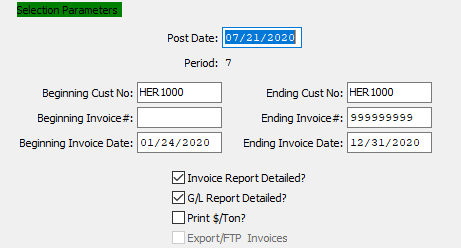 Selection Parameters
Post Date: 07/21/2020
Period: 7
Beginning Cust No: HER1000 Ending Cust No: HER1000
Beginning Invoice#: Ending Invoice#: 999999999
Beginning Invoice Date: 01/24/2020 Ending Invoice Date: 12/31/2020
Invoice Report Detailed?
G/L Report Detailed?
Print $/Ton?
Export/FTP Invoices